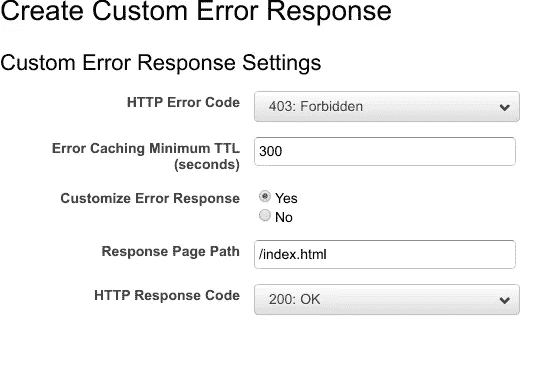 Create Custom Error Response
Custom Error Response Settings
HTTP Error Code 403: Forbidden
Error Caching Minimum TTL
(seconds) 300
Customize Error Response Yes
No
Response Page Path /index.html
HTTP Response Code 200: OK